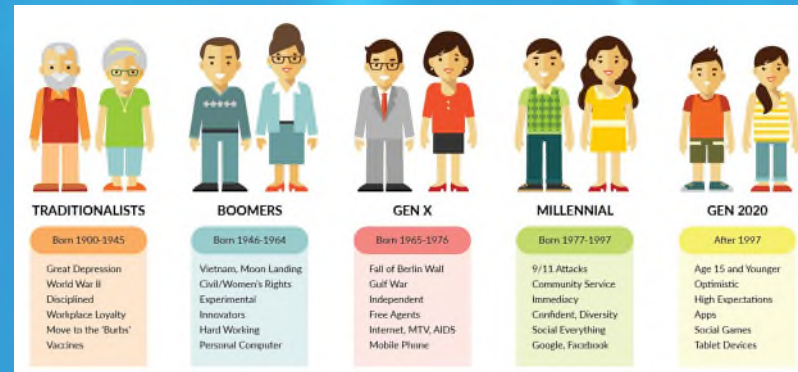 TRADITIONALISTS
Born 1900-1945
Great Depression
World War II
Disciplined
Workplace Loyalty
Move to the 'Burbs'
Vaccines
BOOMERS
Born 1946-1964
Vietnam, Moon Landing
Civil/Women's Rights
Experimental
Innovators
Hard Working
Personal Computer
GEN X
Born 1965-1976
Fall of Berlin Wall
Gulf War
Independent
Free Agents
Internet, MTV, AIDS
Mobile Phone
MILLENNIAL
Born 1977-1997
9/11 Attacks
Community Service
Immediacy
Confident, Diversity
Social Everything
Google, Facebook
GEN 2020
After 1997
Age 15 and Younger
Optimistic
High Expectations
Apps
Social Games
Tablet Devices